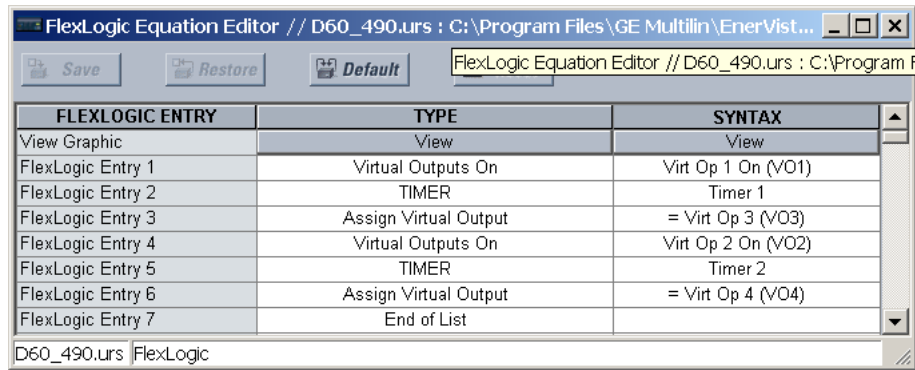 FlexLogic Equation Editor // D60_490.urs : C:\Program Files\GE Multilin\EnerVist...
Save Restore Default
FlexLogic Equation Editor // D60_490.urs : C:\Program F
FLEXLOGIC ENTRY TYPE SYNTAX
View Graphic View View
FlexLogic Entry 1 Virtual Outputs On Virt Op 1 On (VO1)
FlexLogic Entry 2 TIMER Timer 1
FlexLogic Entry 3 Assign Virtual Output = Virt Op 3 (VO3)
FlexLogic Entry 4 Virtual Outputs On Virt Op 2 On (VO2)
FlexLogic Entry 5 TIMER Timer 2
FlexLogic Entry 6 Assign Virtual Output = Virt Op 4 (VO4)
FlexLogic Entry 7 End of List
D60_490.urs FlexLogic